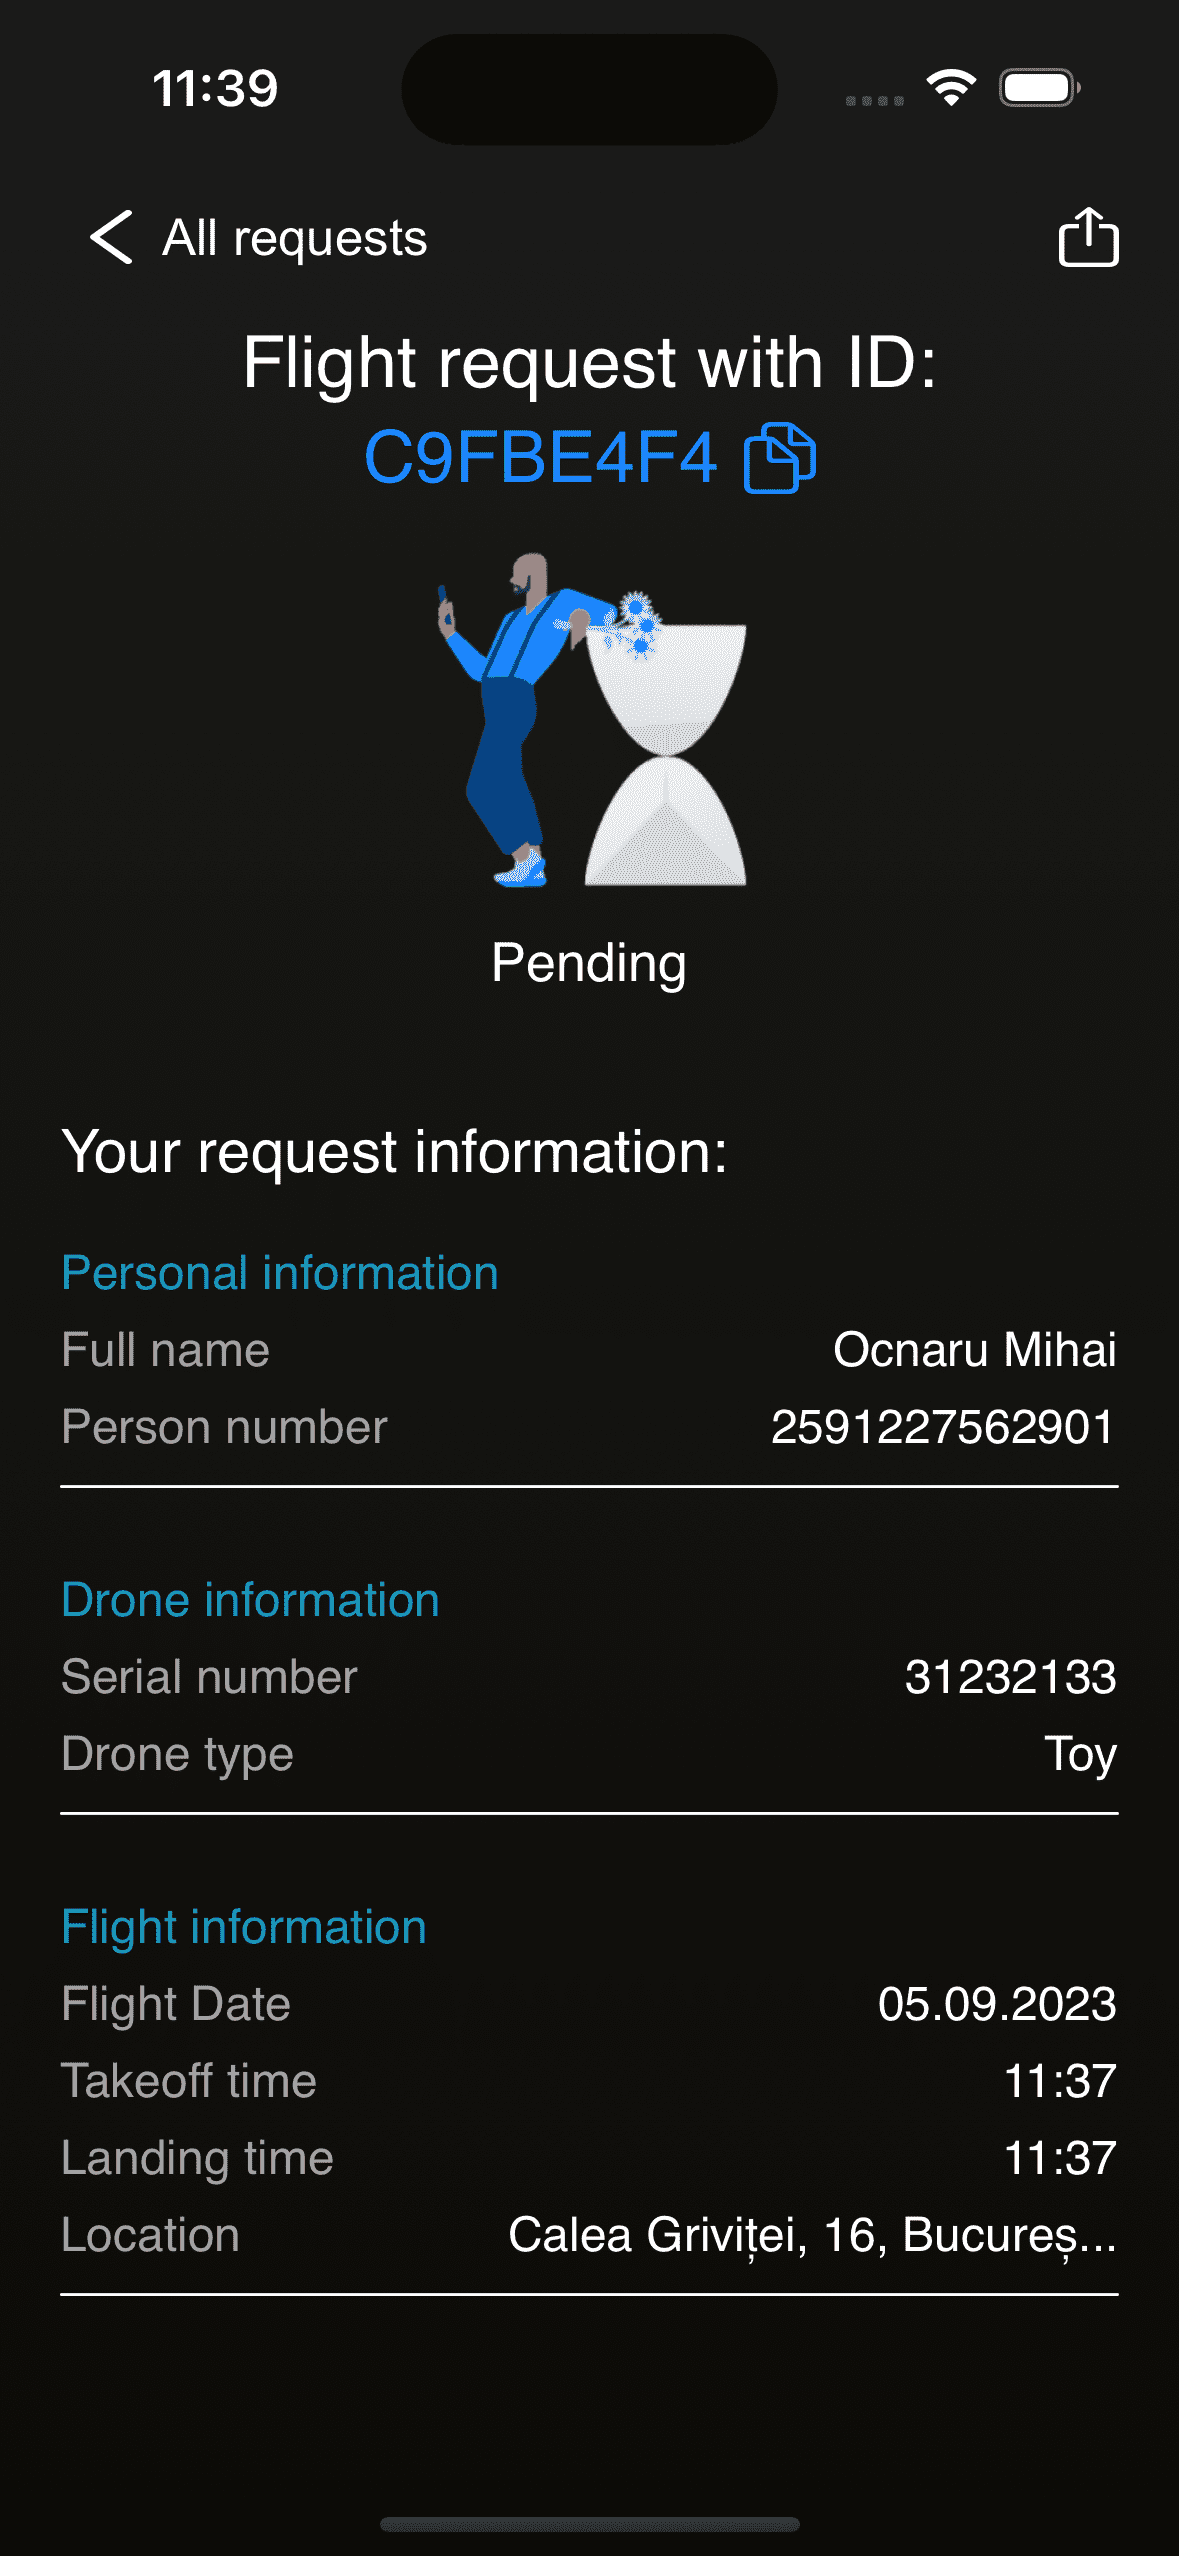 11:39
All requests
Flight request with ID:
C9FBE4F4
Pending
Your request information:
Personal information
Full name Ocnaru Mihai
Person number 2591227562901
Drone information
Serial number 31232133
Drone type Toy
Flight information
Flight Date 05.09.2023
Takeoff time 11:37
Landing time 11:37
Location Calea Griviței, 16, Bucureș...